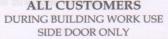 ALL CUSTOMERS
DURING BUILDING WORK USE
SIDE DOOR ONLY